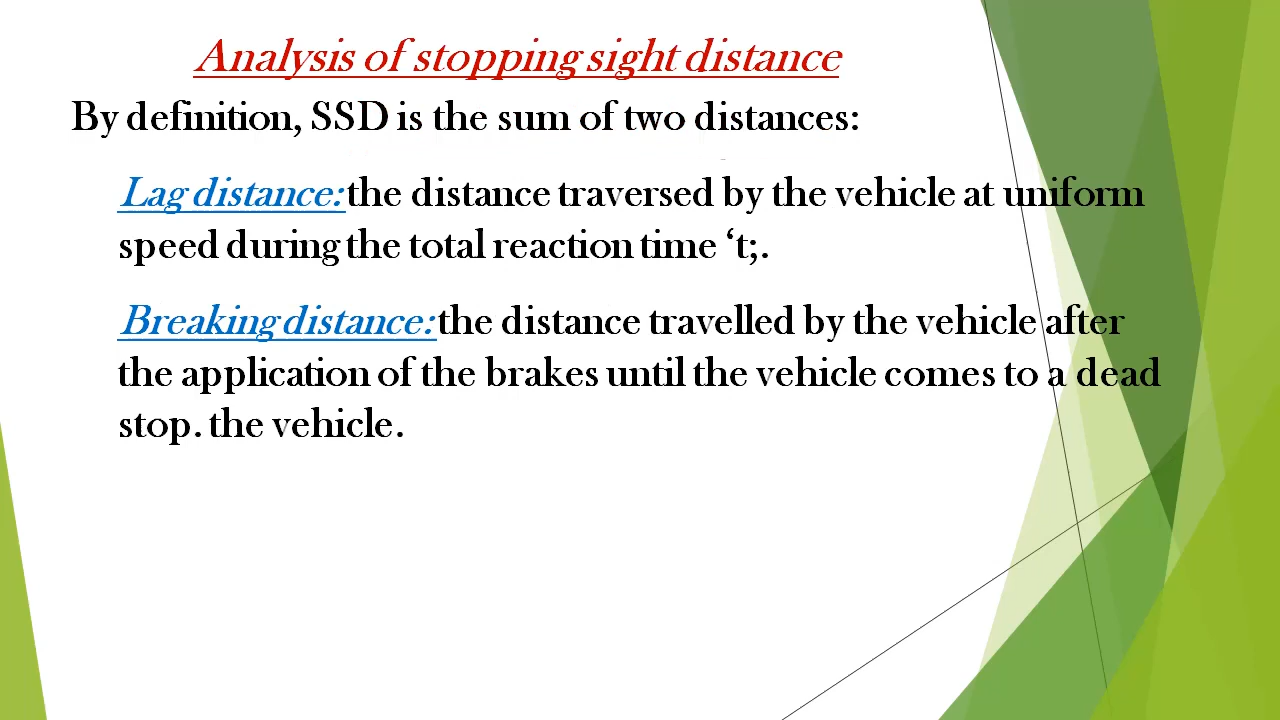 Analysis of stopping sight distance
By definition, SSD is the sum of two distances:
Lag distance: the distance traversed by the vehicle at uniform
speed during the total reaction time ‘t;.
Breaking distance: the distance travelled by the vehicle after
the application of the brakes until the vehicle comes to a dead
stop. the vehicle.